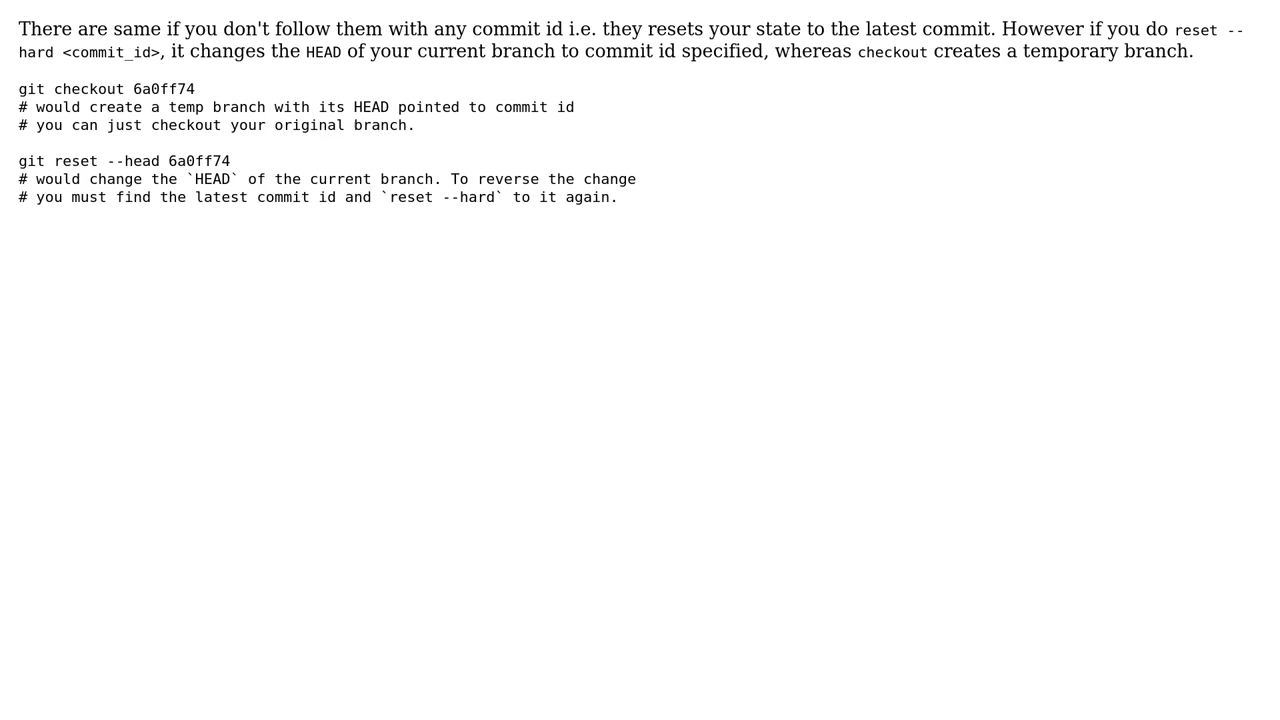 There are same if you don't follow them with any commit id i.e. they resets your state to the latest commit. However if you do reset --
hard <commit_id>, it changes the HEAD of your current branch to commit id specified, whereas checkout creates a temporary branch.
git checkout 6a0ff74
# would create a temp branch with its HEAD pointed to commit id
# you can just checkout your original branch.
git reset --head 6a0ff74
# would change the `HEAD` of the current branch. To reverse the change
# you must find the latest commit id and `reset --hard` to it again.